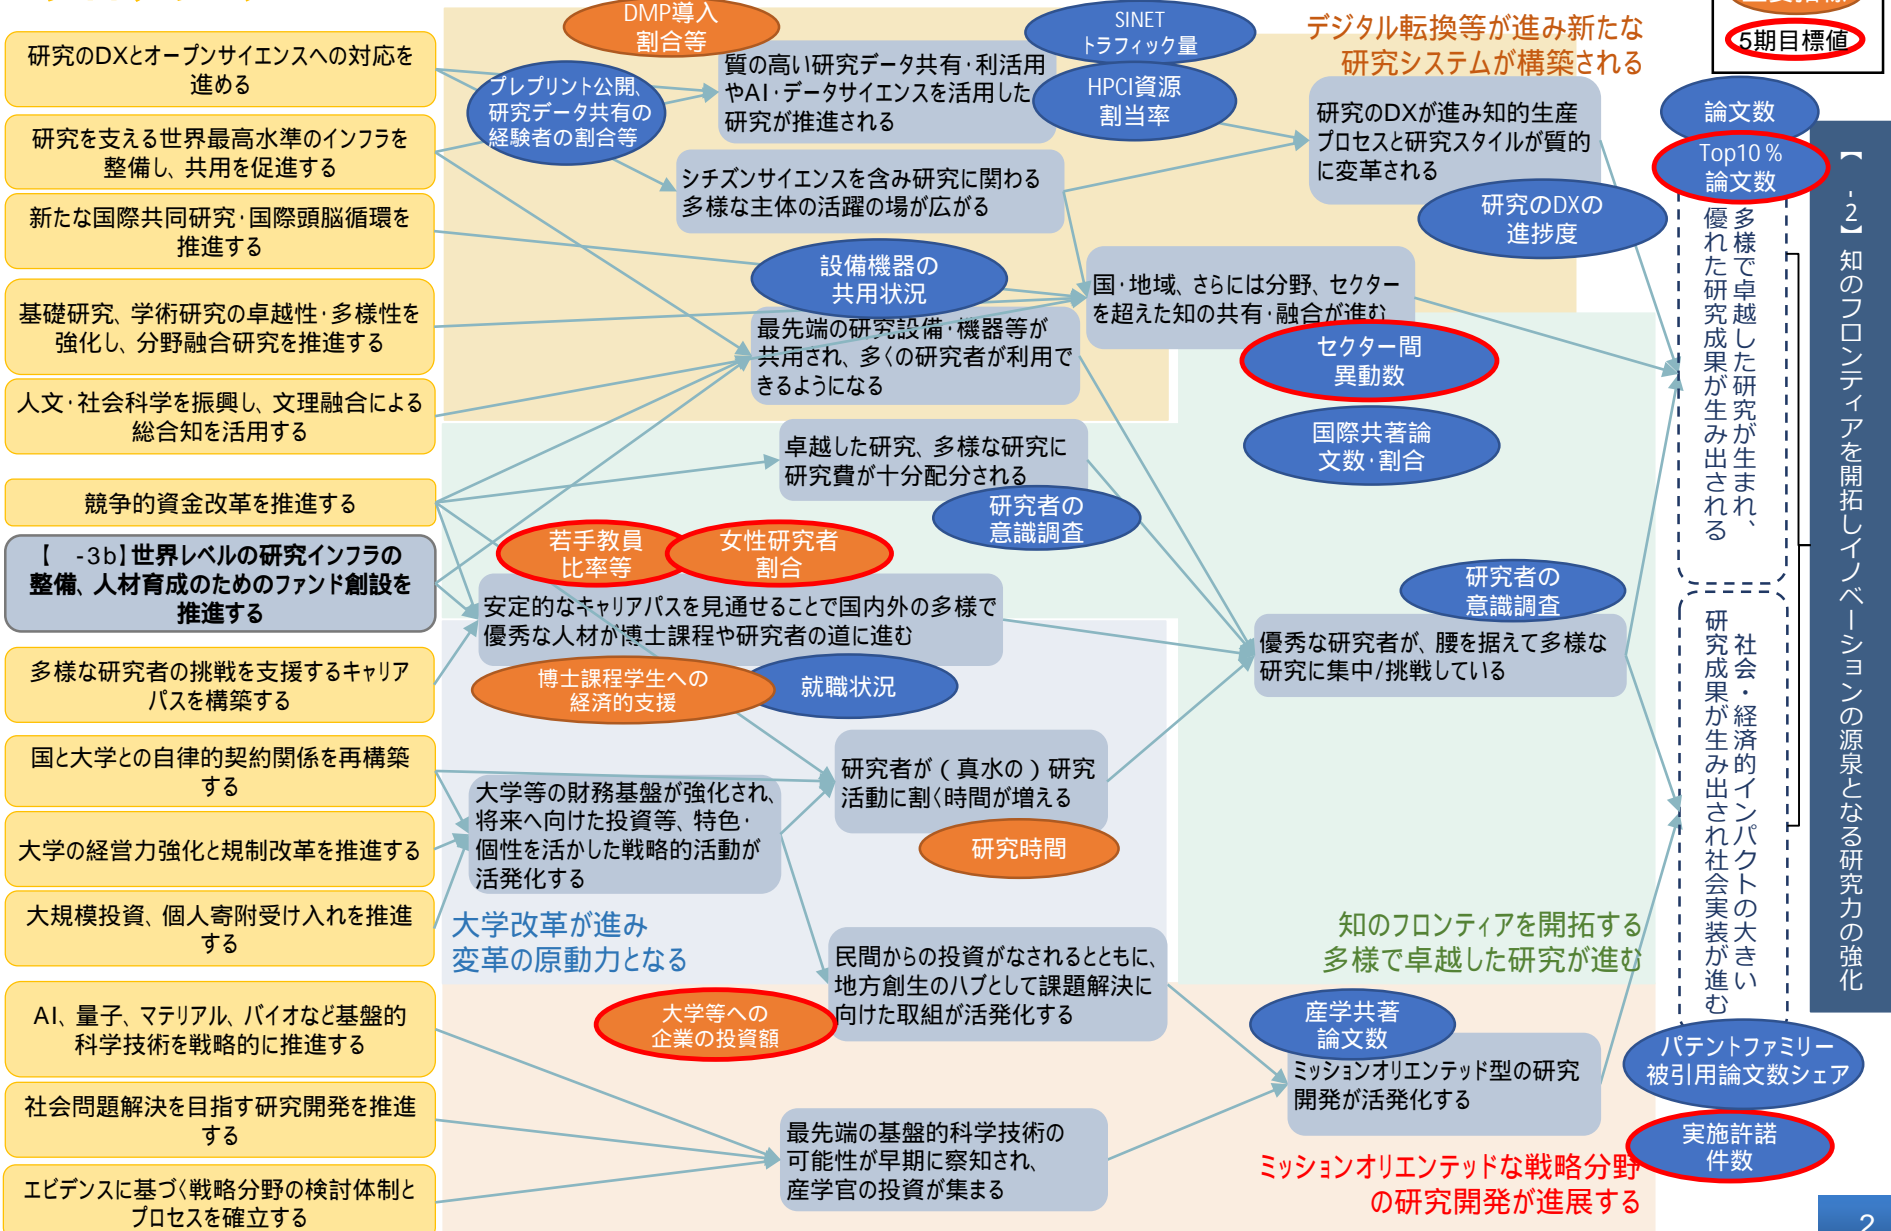 研究のDXとオープンサイエンスへの対応を
進める
研究を支える世界最高水準のインフラを
整備し、共用を促進する
新たな国際共同研究・国際頭脳循環を
推進する
基礎研究、学術研究の卓越性・多様性を
強化し、分野融合研究を推進する
人文・社会科学を振興し、文理融合による
総合知を活用する
競争的資金改革を推進する
【 -3b】世界レベルの研究インフラの
整備、人材育成のためのファンド創設を
推進する
多様な研究者の挑戦を支援するキャリア
パスを構築する
国と大学との自律的契約関係を再構築
する
大学の経営力強化と規制改革を推進する
大規模投資、個人寄附受け入れを推進
する
AI、量子、マテリアル、バイオなど基盤的
科学技術を戦略的に推進する
社会問題解決を目指す研究開発を推進
する
エビデンスに基づく戦略分野の検討体制と
プロセスを確立する
DMP導入
割合等
プレプリント公開、
研究データ共有の
経験者の割合等
質の高い研究データ共有・利活用
やAI・データサイエンスを活用した
研究が推進される
SINET
トラフィック量
HPCI資源
割当率
シチズンサイエンスを含み研究に関わる
多様な主体の活躍の場が広がる
設備機器の
共用状況
最先端の研究設備・機器等が
共用され、多くの研究者が利用で
きるようになる
卓越した研究、多様な研究に
研究費が十分配分される
研究者の
意識調査
若手教員
比率等
女性研究者
割合
安定的なキャリアパスを見通せることで国内外の多様で
優秀な人材が博士課程や研究者の道に進む
博士課程学生への
経済的支援
就職状況
大学等の財務基盤が強化され、
将来へ向けた投資等、特色・
個性を活かした戦略的活動が
活発化する
研究者が(真水の)研究
活動に割く時間が増える
研究時間
大学改革が進み
変革の原動力となる
民間からの投資がなされるとともに、
地方創生のハブとして課題解決に
向けた取組が活発化する
大学等への
企業の投資額
最先端の基盤的科学技術の
可能性が早期に察知され、
産学官の投資が集まる
デジタル転換等が進み新たな
研究システムが構築される
研究のDXが進み知的生産
プロセスと研究スタイルが質的
に変革される
研究のDXの
進捗度
国・地域、さらには分野、セクター
を超えた知の共有・融合が進む
セクター間
異動数
国際共著論
文数・割合
研究者の
意識調査
優秀な研究者が、腰を据えて多様な
研究に集中/挑戦している
知のフロンティアを開拓する
多様で卓越した研究が進む
産学共著
論文数
ミッションオリエンテッド型の研究
開発が活発化する
ミッションオリエンテッドな戦略分野
の研究開発が進展する
5期目標値
論文数
Top10%
論文数
多様で卓越した研究が生まれ、
優れた研究成果が生み出される
社会・経済的インパクトの大きい
研究成果が生み出され社会実装が進む
パテントファミリー
被引用論文数シェア
実施許諾
件数
【 -2】知のフロンティアを開拓しイノベーションの源泉となる研究力の強化
2